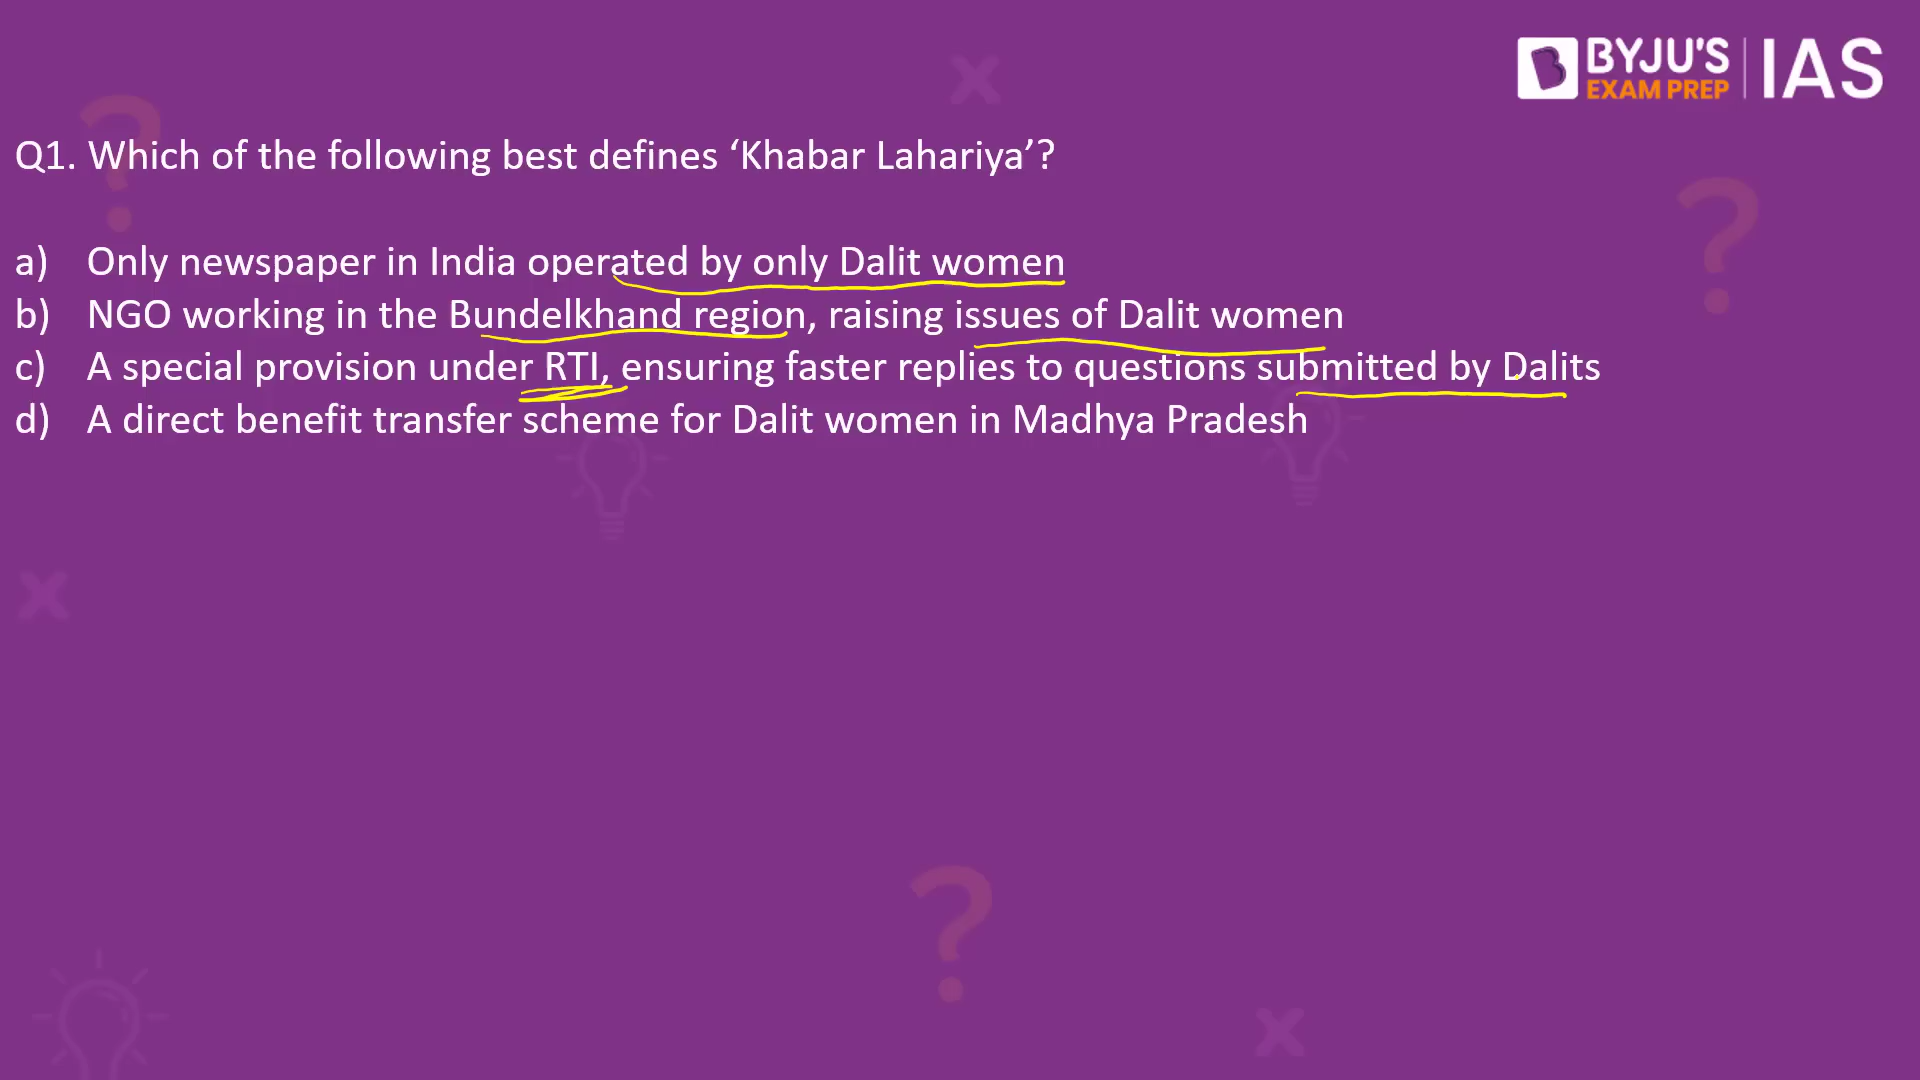 BYJU'S
EXAM PREP
IAS
Q1. Which of the following best defines ‘Khabar Lahariya’?
a) Only newspaper in India operated by only Dalit women
b) NGO working in the Bundelkhand region, raising issues of Dalit women
c) A special provision under RTI, ensuring faster replies to questions submitted by Dalits
d) A direct benefit transfer scheme for Dalit women in Madhya Pradesh